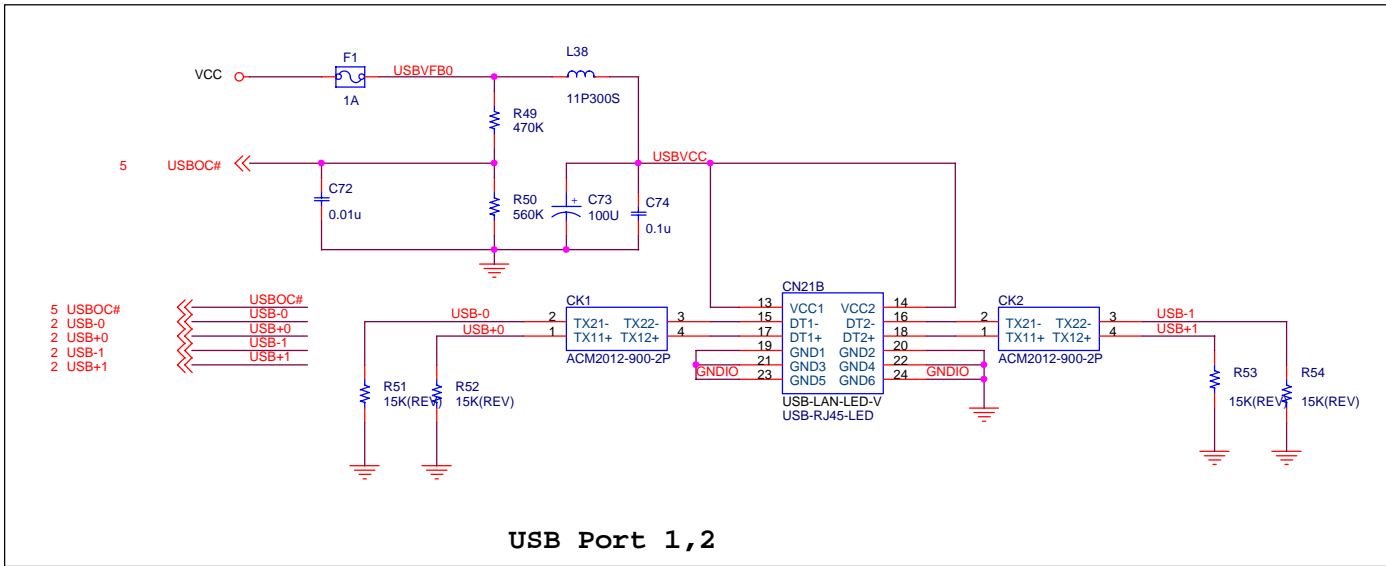 L38
F1
VCC
USBVFB0
1A
11P300S
R49
470K
USBVCC
5 USBOC#
C72
0.01u
R50
560K
C73
100U
+
C74
0.1u
5 USBOC# USBOC#
2 USB-0 USB-0
2 USB+0 USB+0
2 USB-1 USB-1
2 USB+1 USB+1
USB-0
USB+0
CK1
2 TX21- TX22- 3
1 TX11+ TX12+ 4
ACM2012-900-2P
CN21B
13 VCC1 VCC2 14
15 DT1- DT2- 16
17 DT1+ DT2+ 18
19 GND1 GND2 20
21 GND3 GND4 22
23 GND5 GND6 24
GNDIO
GNDIO
USB-LAN-LED-V
USB-RJ45-LED
CK2
2 TX21- TX22- 3
1 TX11+ TX12+ 4
ACM2012-900-2P
USB-1
USB+1
R51
15K(REV)
R52
15K(REV)
R53
15K(REV)
R54
15K(REV)
USB Port 1,2